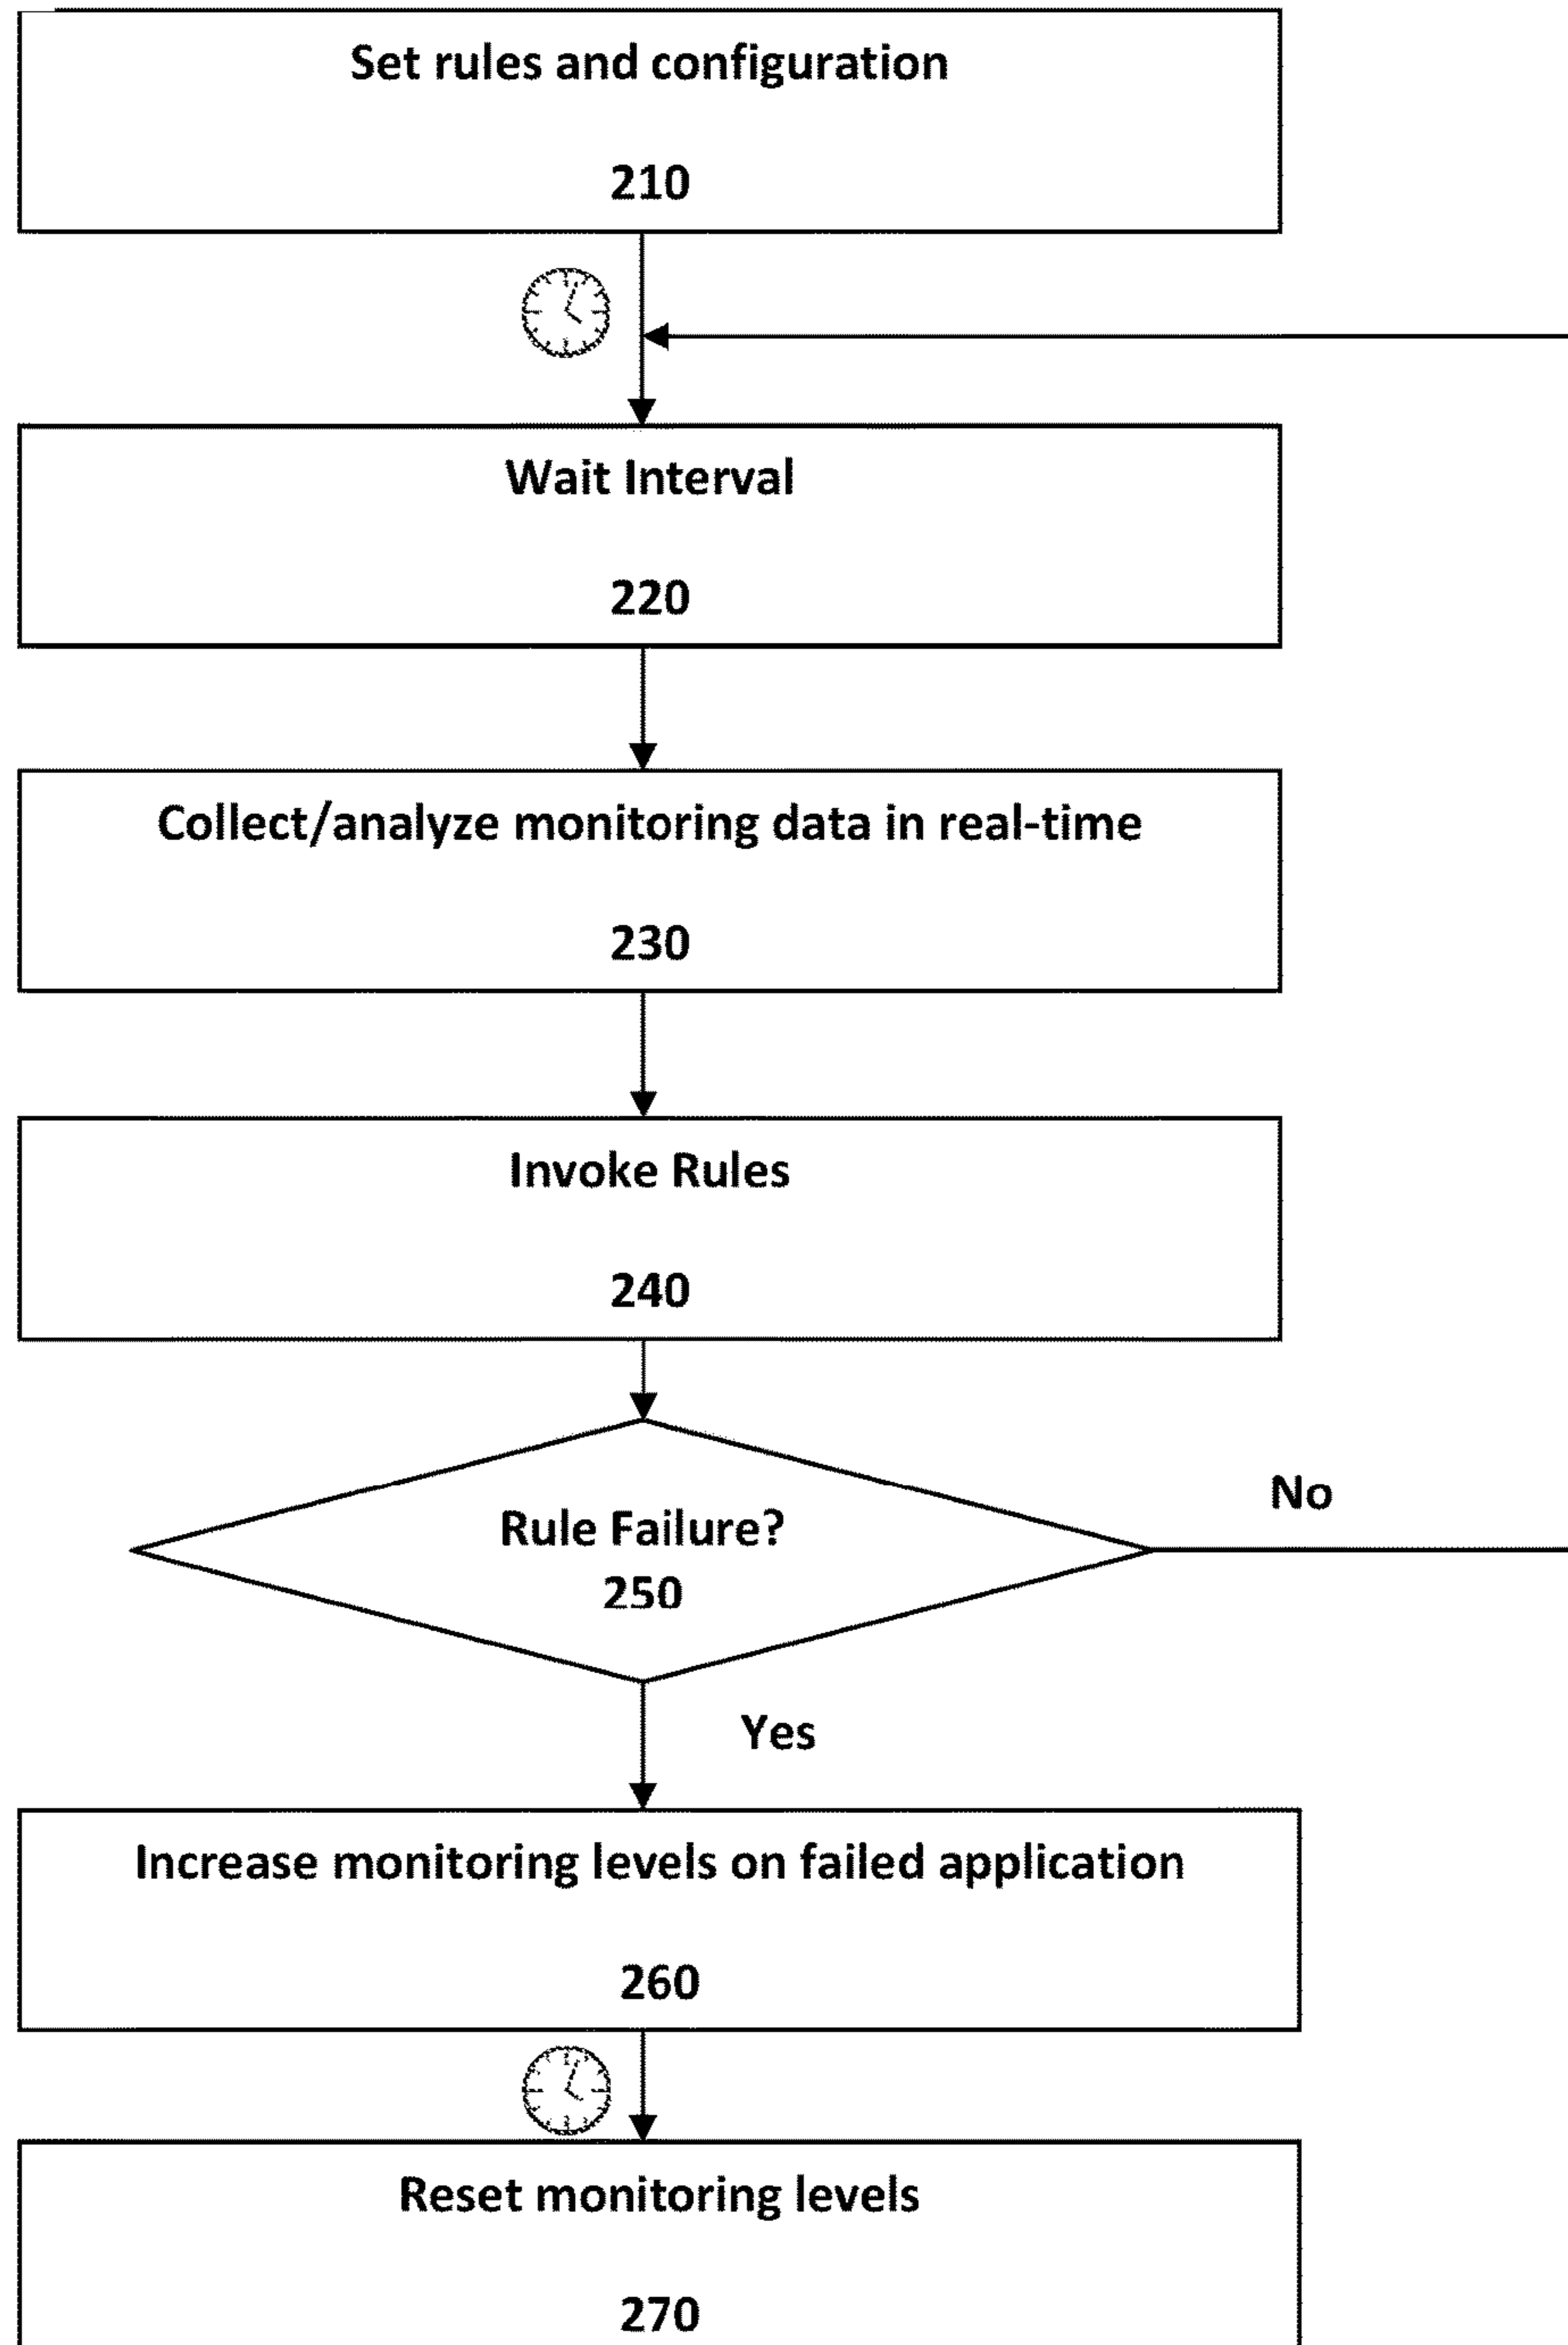 Set rules and configuration
210
Wait Interval
220
Collect/analyze monitoring data in real-time
230
Invoke Rules
240
Rule Failure?
250
No
Yes
Increase monitoring levels on failed application
260
Reset monitoring levels
270